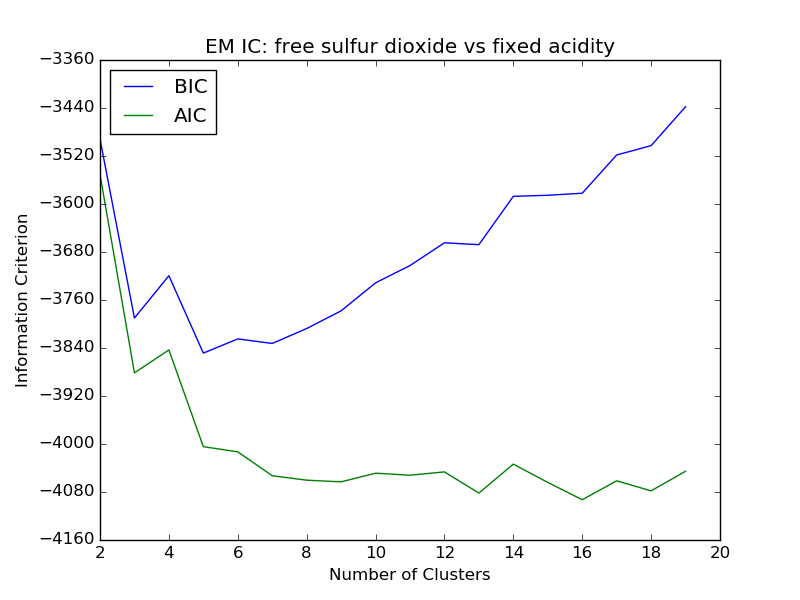 EM IC: free sulfur dioxide vs fixed acidity
BIC
AIC
−3360
−3440
−3520
−3600
−3680
−3760
−3840
−3920
−4000
−4080
−4160
Information Criterion
2 4 6 8 10 12 14 16 18 20
Number of Clusters